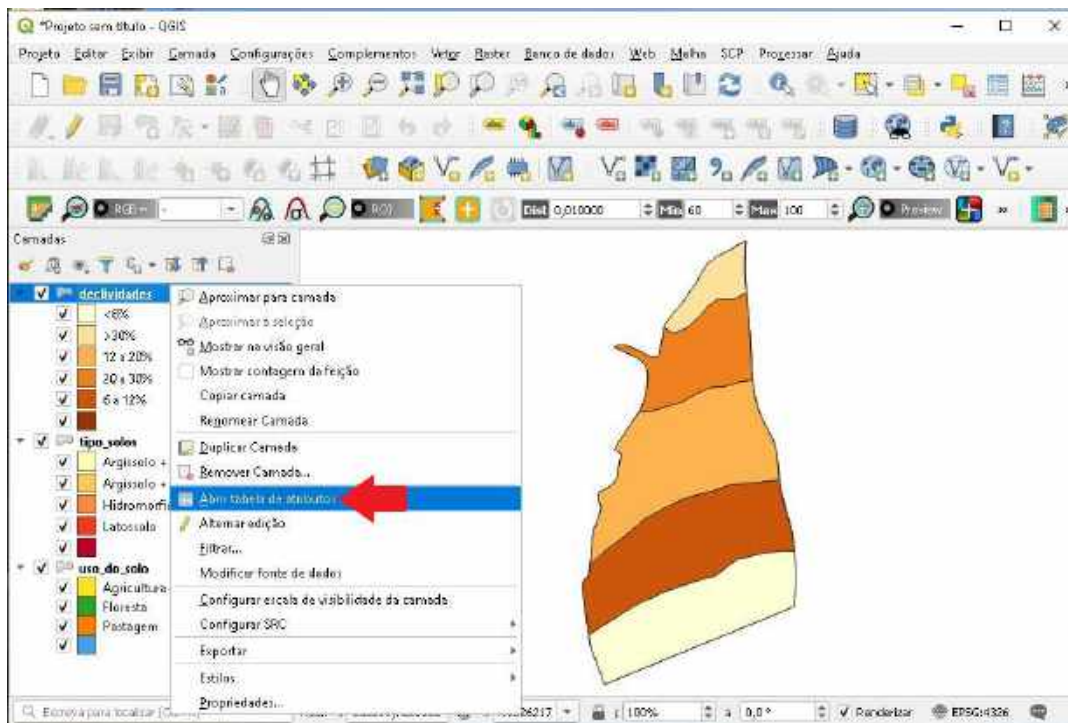 *Projeto sem título - QGIS
Projeto Editar Exibir Camada Configurações Complementos Vetor Raster Banco de dados Web Malha SCP Processar Ajuda
RGB = - ROI Dist 0,010000 Min 60 Max 100 Preview
Camadas
declividades
<6%
>30%
12 a 20%
20 a 30%
6 a 12%
tipo_solos
Argissolo +
Argissolo +
Hidromorfi
Latossolo
uso_do_solo
Agricultura
Floresta
Pastagem
Aproximar para camada
Aproximar à seleção
Mostrar na visão geral
Mostrar contagem da feição
Copiar camada
Renomear Camada
Duplicar Camada
Remover Camada...
Abrir tabela de atributos
Alternar edição
Filtrar...
Modificar fonte de dados
Configurar escala de visibilidade da camada
Configurar SRC
Exportar
Estilos
Propriedades...
Escreva para localizar 26217 100% 0,0 ° Renderizar EPSG:4326